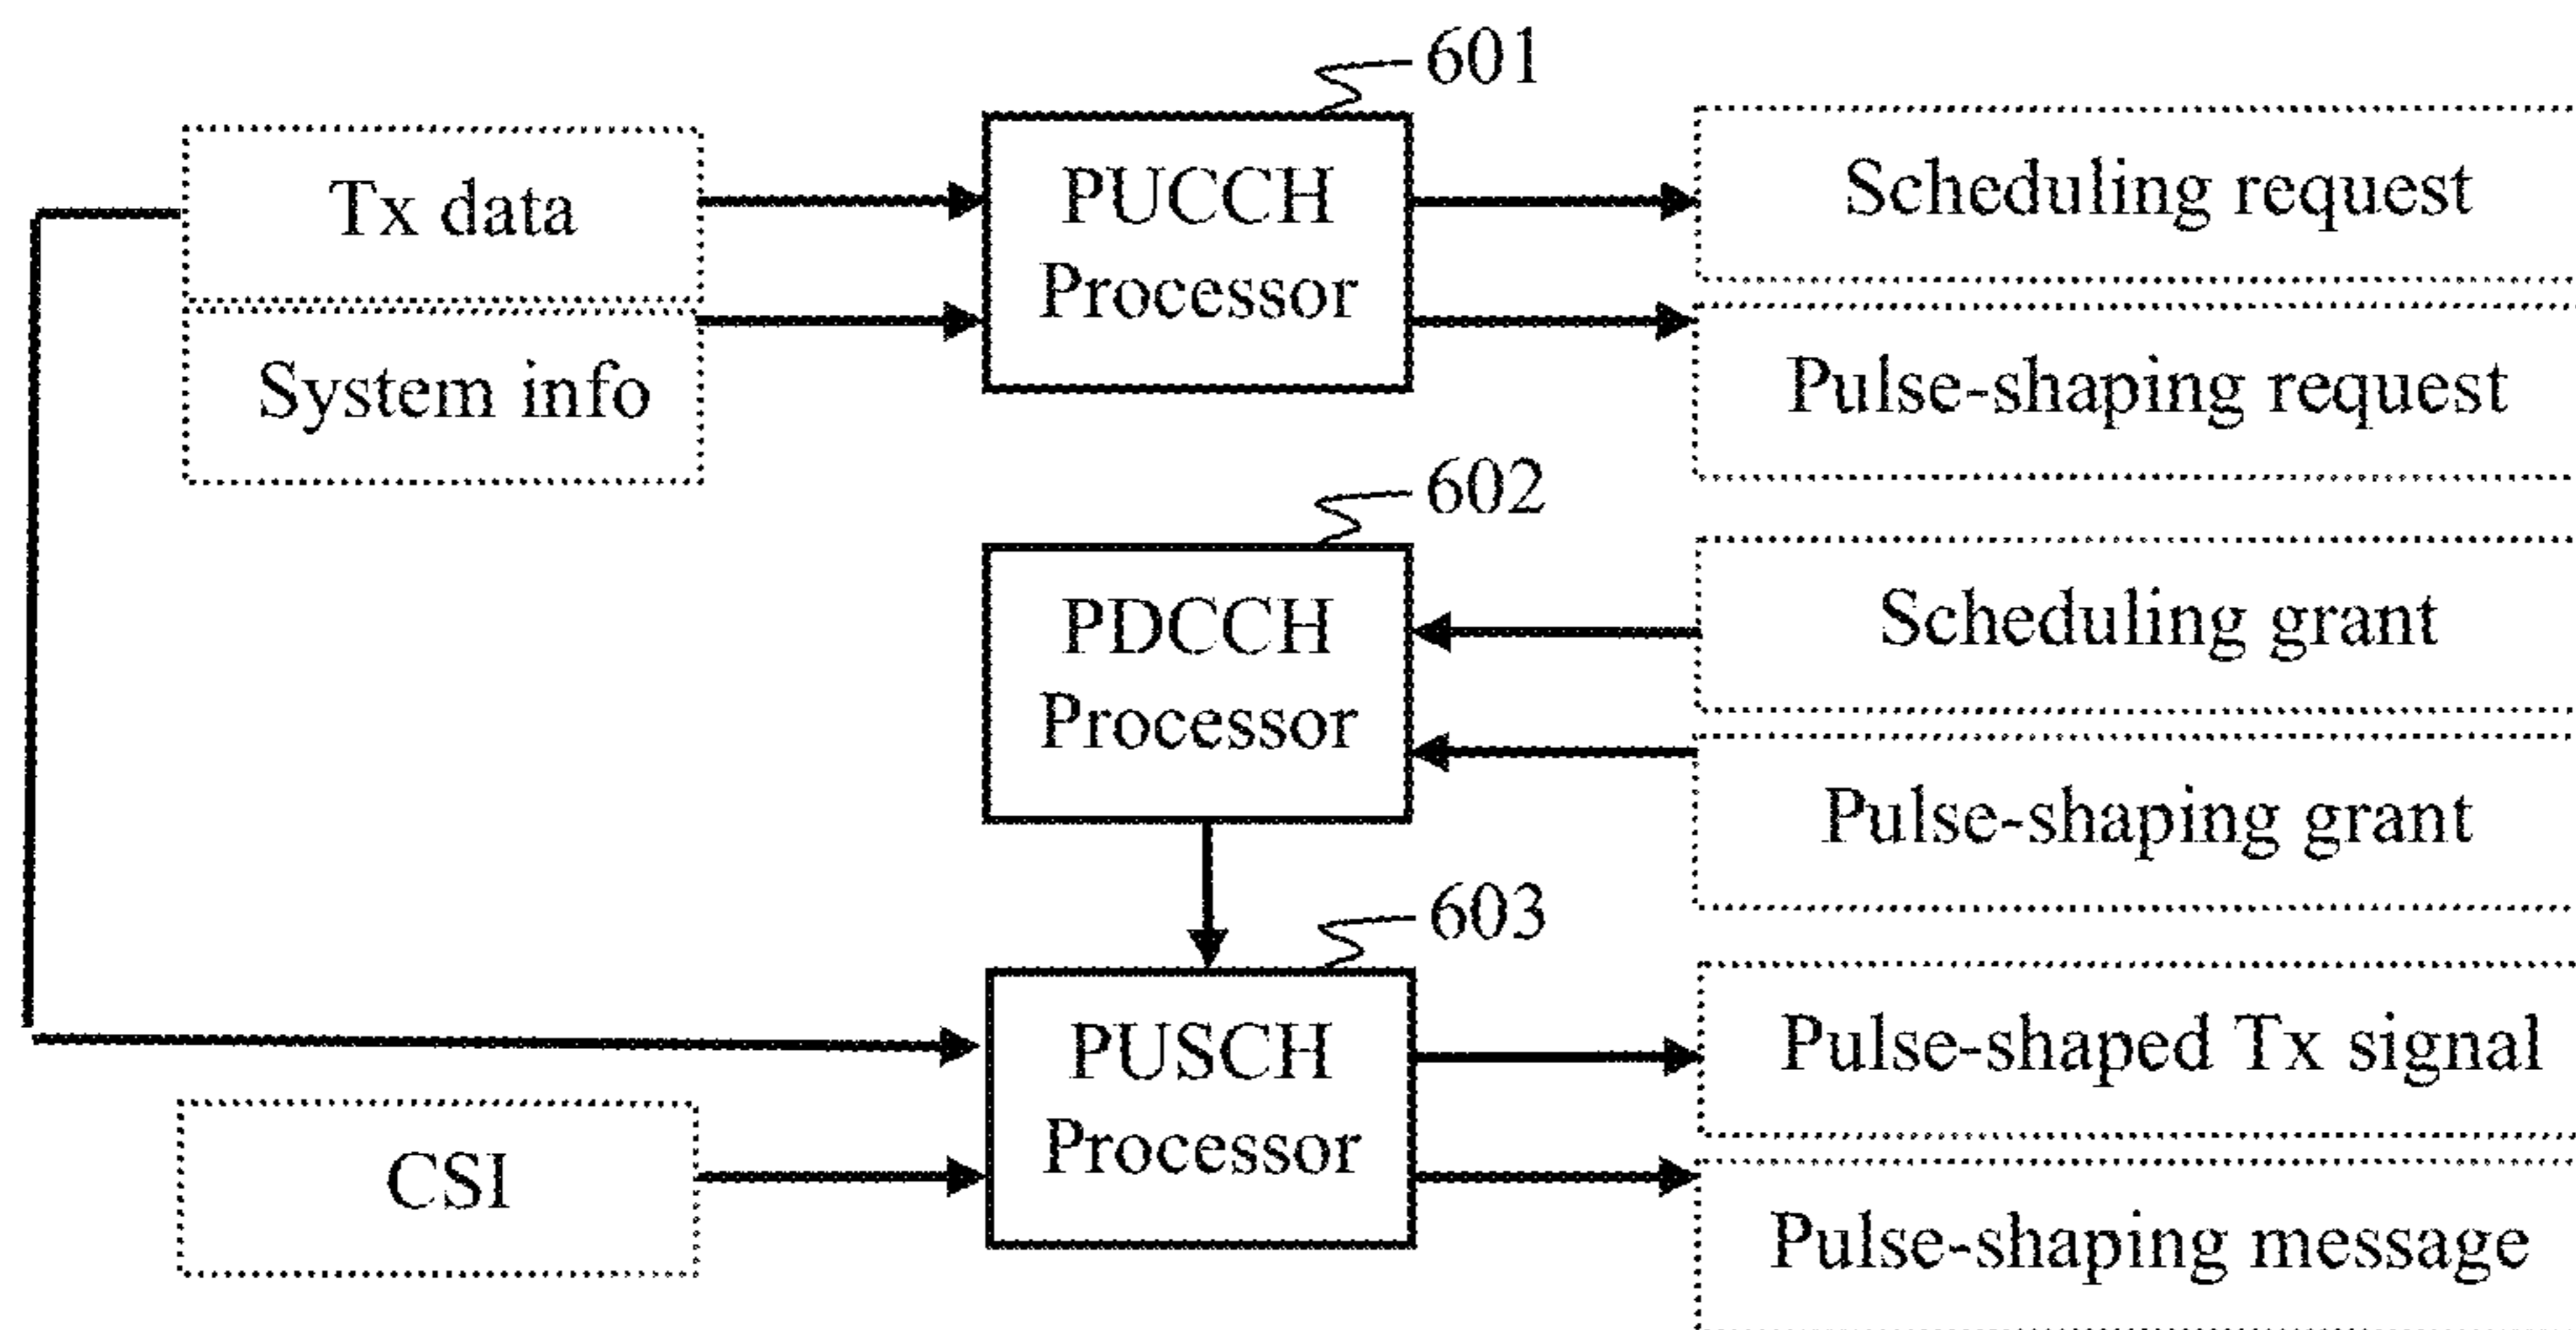 601
Tx data
PUCCH
Processor
Scheduling request
System info
Pulse-shaping request
602
PDCCH
Processor
Scheduling grant
Pulse-shaping grant
603
PUSCH
Processor
Pulse-shaped Tx signal
CSI
Pulse-shaping message